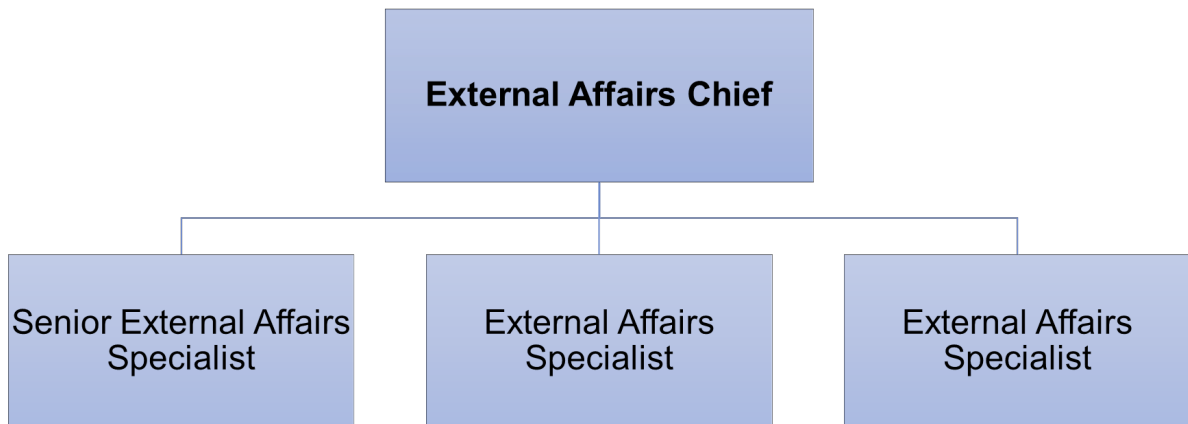 External Affairs Chief
Senior External Affairs
Specialist
External Affairs
Specialist
External Affairs
Specialist